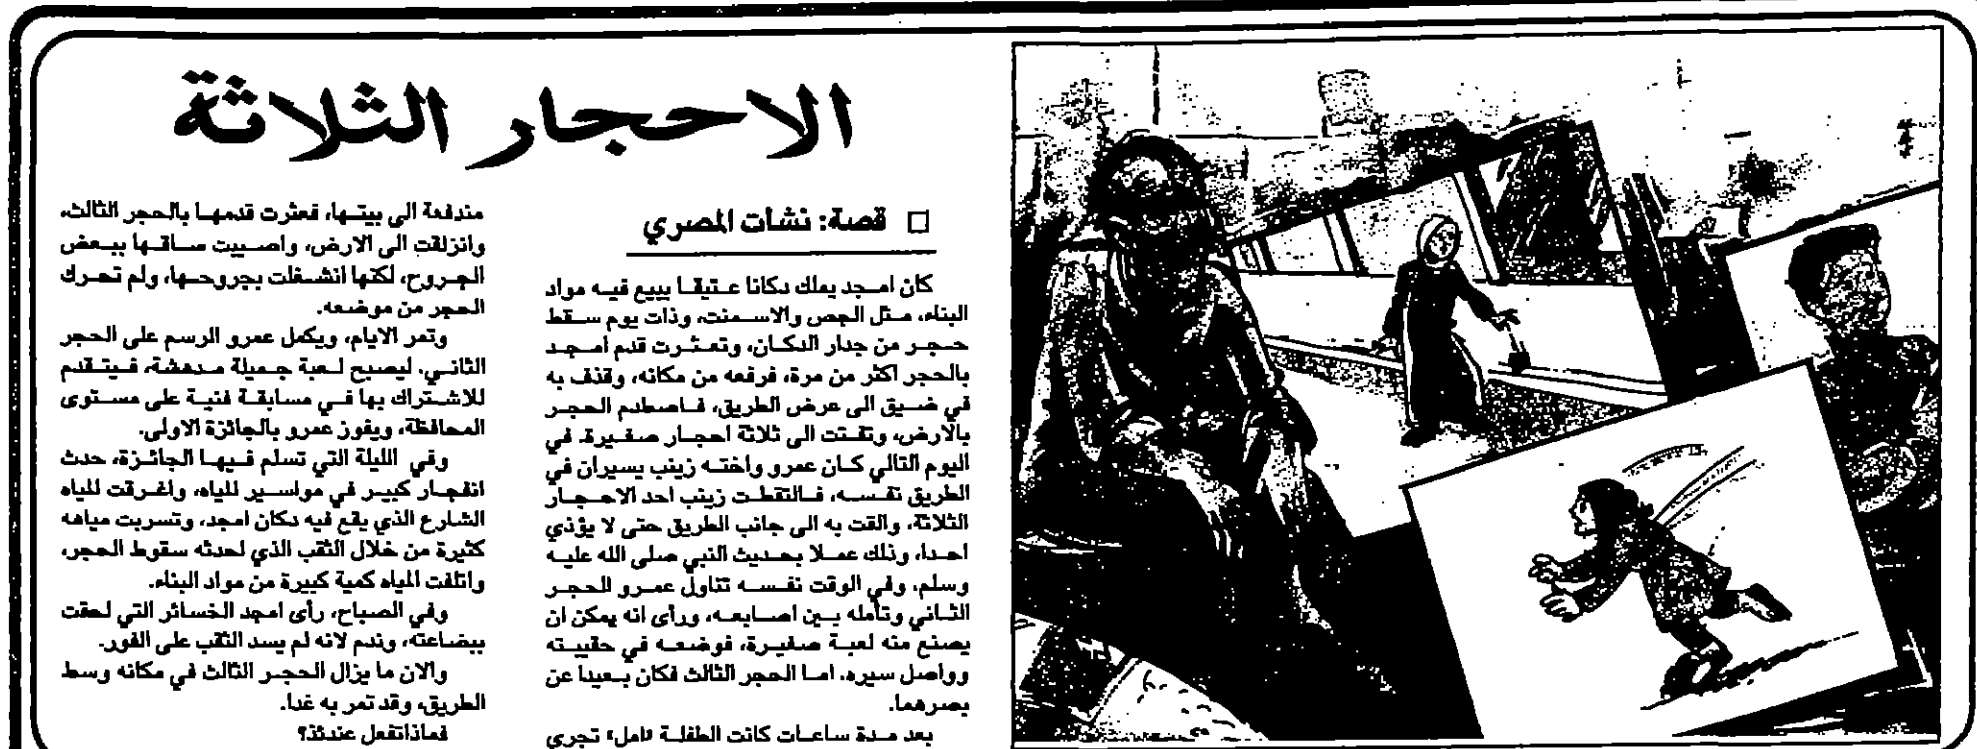 الاحجار الثلاثة
قصة: نشأت المصري
كان امجد يملك دكانا عتيقا يبيع فيه مواد
البناء، مثل الجص والاسمنت، وذات يوم سقط
حجر من جدار الدكان، وتعثرت قدم امجد
بالحجر اكثر من مرة، فرفعه من مكانه، وقذف به
في ضيق الى عرض الطريق، فاصطدم الحجر
بالارض، وتفتت الى ثلاثة احجار صغيرة. في
اليوم التالي كان عمرو واخته زينب يسيران في
الطريق نفسه، فالتقطت زينب احد الاحجار
الثلاثة، والقت به الى جانب الطريق حتى لا يؤذي
احدا، وذلك عملا بحديث النبي صلى الله عليه
وسلم، وفي الوقت نفسه تناول عمرو الحجر
الثاني وتأمله بين اصابعه، ورأى انه يمكن ان
يصنع منه لعبة صغيرة، فوضعه في حقيبته
وواصل سيره. اما الحجر الثالث فكان بعيدا عن
بصرهما.
بعد مدة ساعات كانت الطفلة «امل» تجري
مندفعة الى بيتها، فعثرت قدمها بالحجر الثالث،
وانزلقت الى الارض، واصيبت ساقها ببعض
الجروح، لكنها انشغلت بجروحها، ولم تحرك
الحجر من موضعه.
وتمر الايام، ويكمل عمرو الرسم على الحجر
الثاني، ليصبح لعبة جميلة مدهشة، فيتقدم
للاشتراك بها في مسابقة فنية على مستوى
المحافظة، ويفوز عمرو بالجائزة الاولى.
وفي الليلة التي تسلم فيها الجائزة، حدث
انفجار كبير في مواسير المياه، واغرقت المياه
الشارع الذي يقع فيه دكان امجد، وتسربت مياهه
كثيرة من خلال الثقب الذي احدثه سقوط الحجر،
واتلفت المياه كمية كبيرة من مواد البناء.
وفي الصباح، رأى امجد الخسائر التي لحقت
ببضاعته، وندم لانه لم يسد الثقب على الفور.
والان ما يزال الحجر الثالث في مكانه وسط
الطريق، وقد تمر به غدا.
فماذا تفعل عندئذ؟